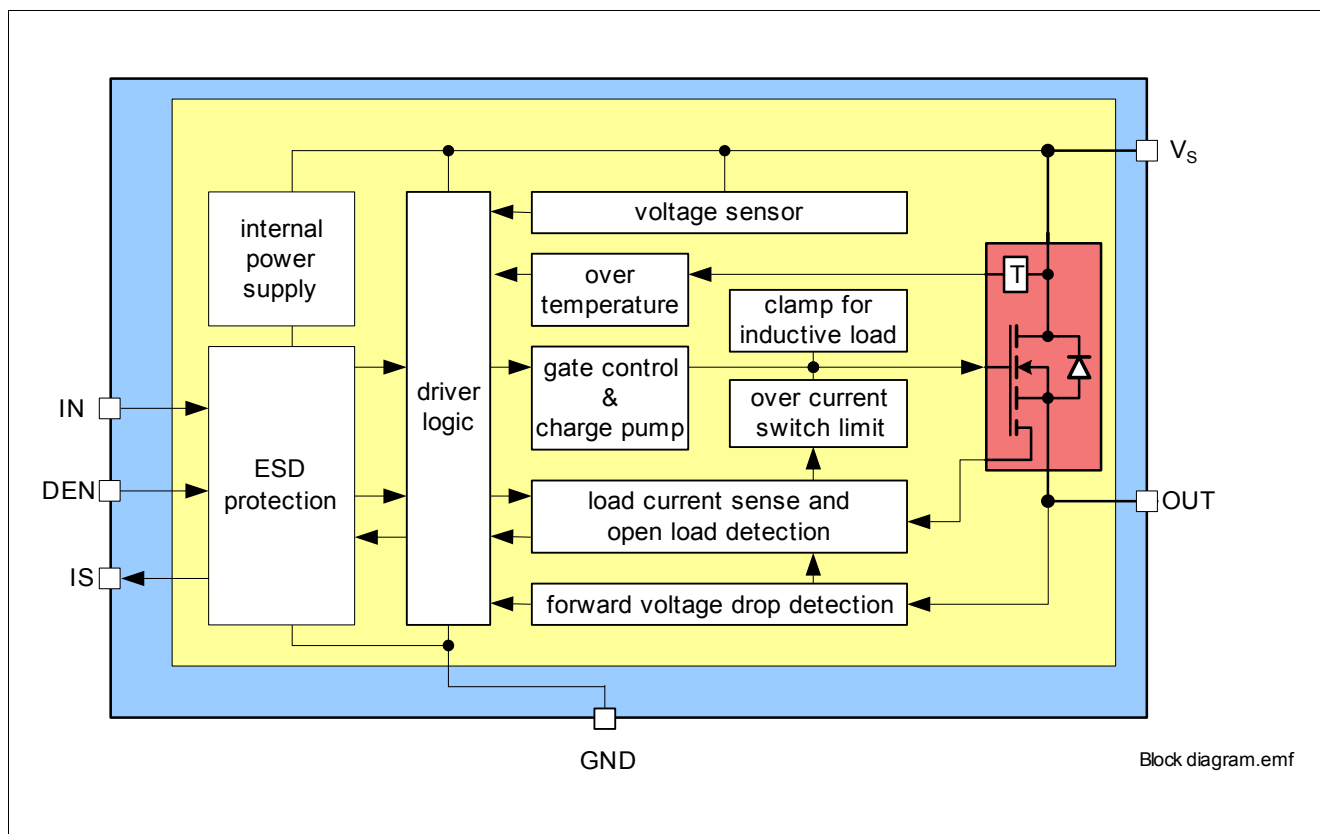 VS
voltage sensor
internal
power
supply
over
temperature
T
clamp for
inductive load
gate control
&
charge pump
driver
logic
over current
switch limit
IN
ESD
protection
DEN
load current sense and
open load detection
OUT
IS
forward voltage drop detection
GND
Block diagram.emf